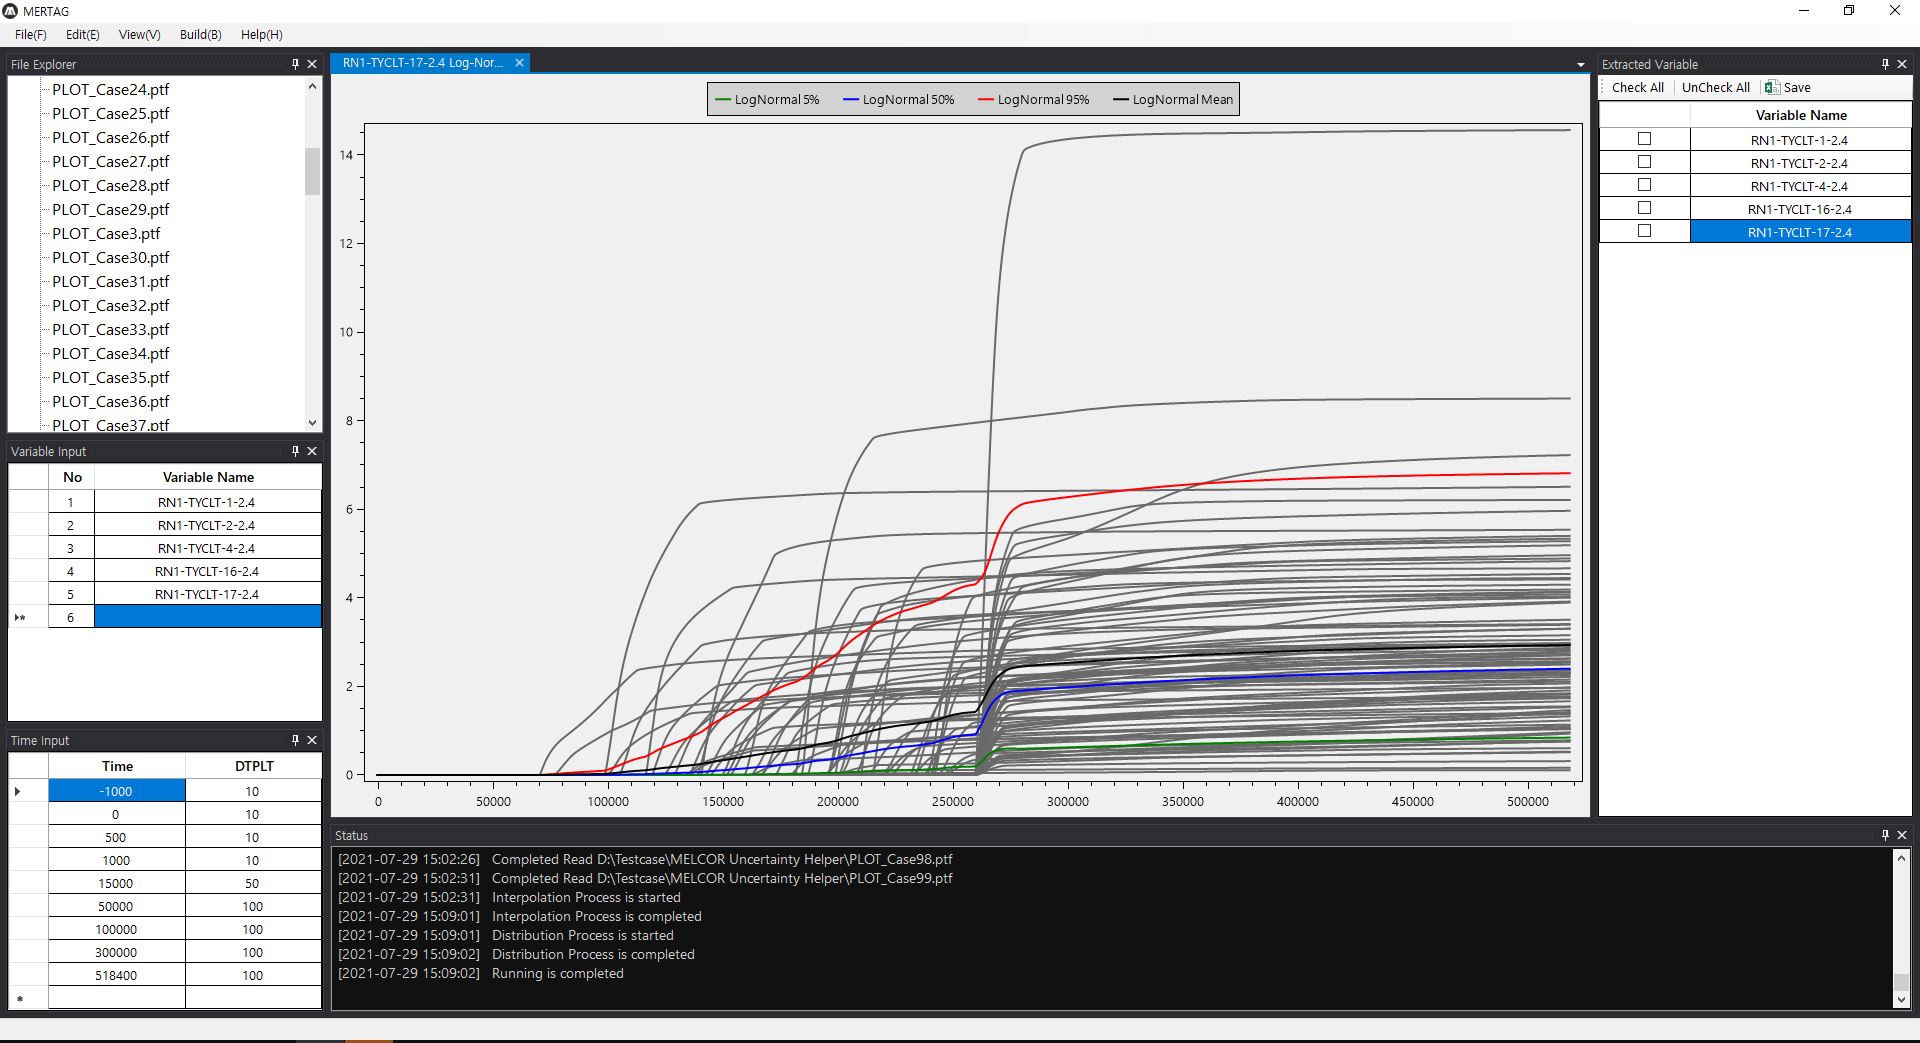 MERTAG
File(F) Edit(E) View(V) Build(B) Help(H)
File Explorer
PLOT_Case24.ptf
PLOT_Case25.ptf
PLOT_Case26.ptf
PLOT_Case27.ptf
PLOT_Case28.ptf
PLOT_Case29.ptf
PLOT_Case3.ptf
PLOT_Case30.ptf
PLOT_Case31.ptf
PLOT_Case32.ptf
PLOT_Case33.ptf
PLOT_Case34.ptf
PLOT_Case35.ptf
PLOT_Case36.ptf
PLOT_Case37.ptf
Variable Input
No Variable Name
1 RN1-TYCLT-1-2.4
2 RN1-TYCLT-2-2.4
3 RN1-TYCLT-4-2.4
4 RN1-TYCLT-16-2.4
5 RN1-TYCLT-17-2.4
6
Time Input
Time DTPLT
-1000 10
0 10
500 10
1000 10
15000 50
50000 100
100000 100
300000 100
518400 100
RN1-TYCLT-17-2.4 Log-Nor...
LogNormal 5% LogNormal 50% LogNormal 95% LogNormal Mean
14
12
10
8
6
4
2
0
0 50000 100000 150000 200000 250000 300000 350000 400000 450000 500000
Status
[2021-07-29 15:02:26] Completed Read D:\Testcase\MELCOR Uncertainty Helper\PLOT_Case98.ptf
[2021-07-29 15:02:31] Completed Read D:\Testcase\MELCOR Uncertainty Helper\PLOT_Case99.ptf
[2021-07-29 15:02:31] Interpolation Process is started
[2021-07-29 15:09:01] Interpolation Process is completed
[2021-07-29 15:09:01] Distribution Process is started
[2021-07-29 15:09:02] Distribution Process is completed
[2021-07-29 15:09:02] Running is completed
Extracted Variable
Check All UnCheck All Save
Variable Name
RN1-TYCLT-1-2.4
RN1-TYCLT-2-2.4
RN1-TYCLT-4-2.4
RN1-TYCLT-16-2.4
RN1-TYCLT-17-2.4